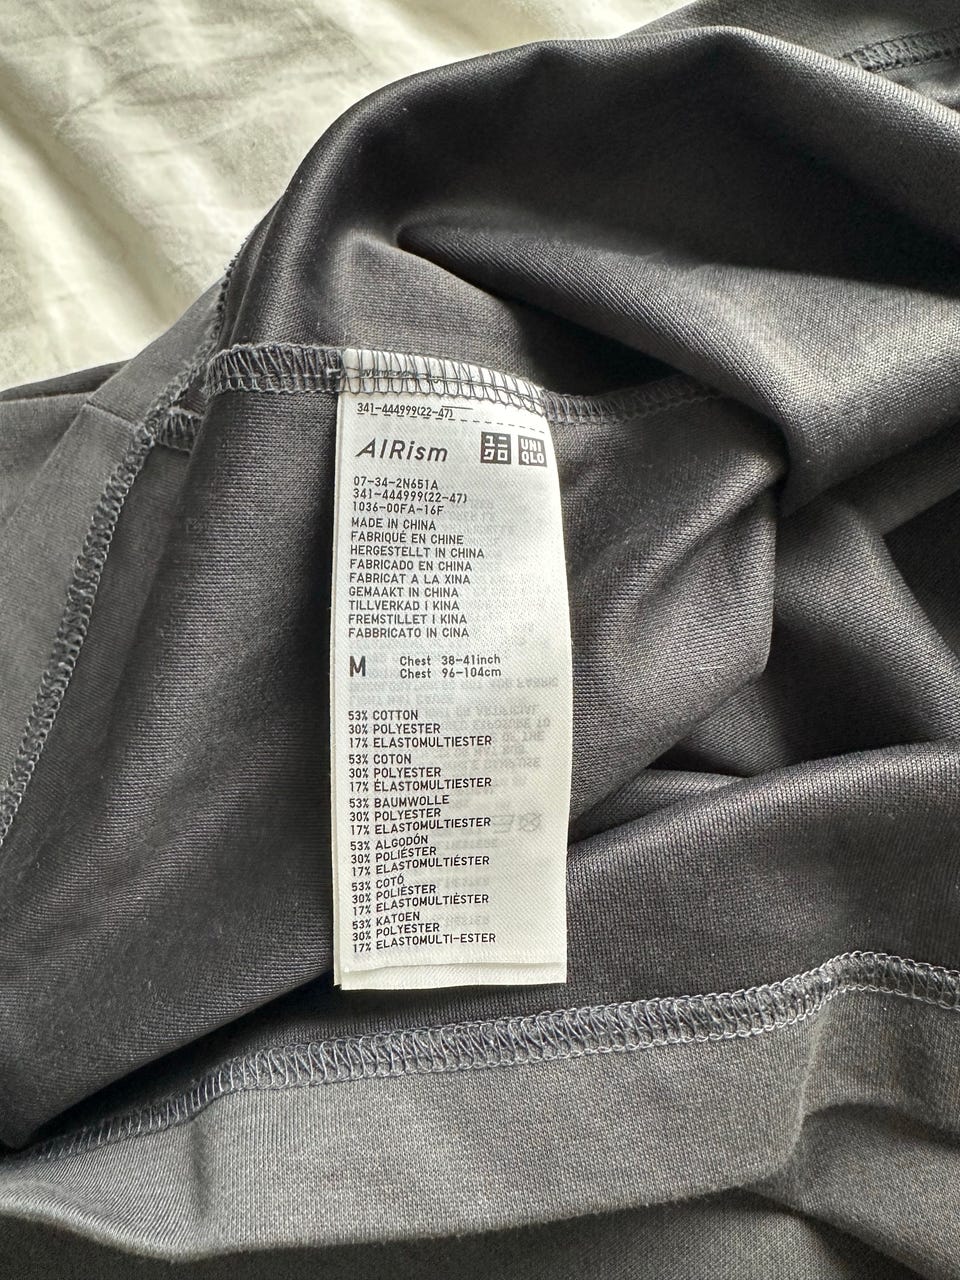 341-444999(22-47)
AIRism ユニクロ UNIQLO
07-34-2N651A
341-444999(22-47)
1036-00FA-16F
MADE IN CHINA
FABRIQUÉ EN CHINE
HERGESTELLT IN CHINA
FABRICADO EN CHINA
FABRICAT A LA XINA
GEMAAKT IN CHINA
TILLVERKAD I KINA
FREMSTILLET I KINA
FABBRICATO IN CINA
M Chest 38-41inch
Chest 96-104cm
53% COTTON
30% POLYESTER
17% ELASTOMULTIESTER
53% COTON
30% POLYESTER
17% ÉLASTOMULTIESTER
53% BAUMWOLLE
30% POLYESTER
17% ELASTOMULTIESTER
53% ALGODÓN
30% POLIÉSTER
17% ELASTOMULTIÉSTER
53% COTÓ
30% POLIÈSTER
17% ELASTOMULTIÈSTER
53% KATOEN
30% POLYESTER
17% ELASTOMULTI-ESTER